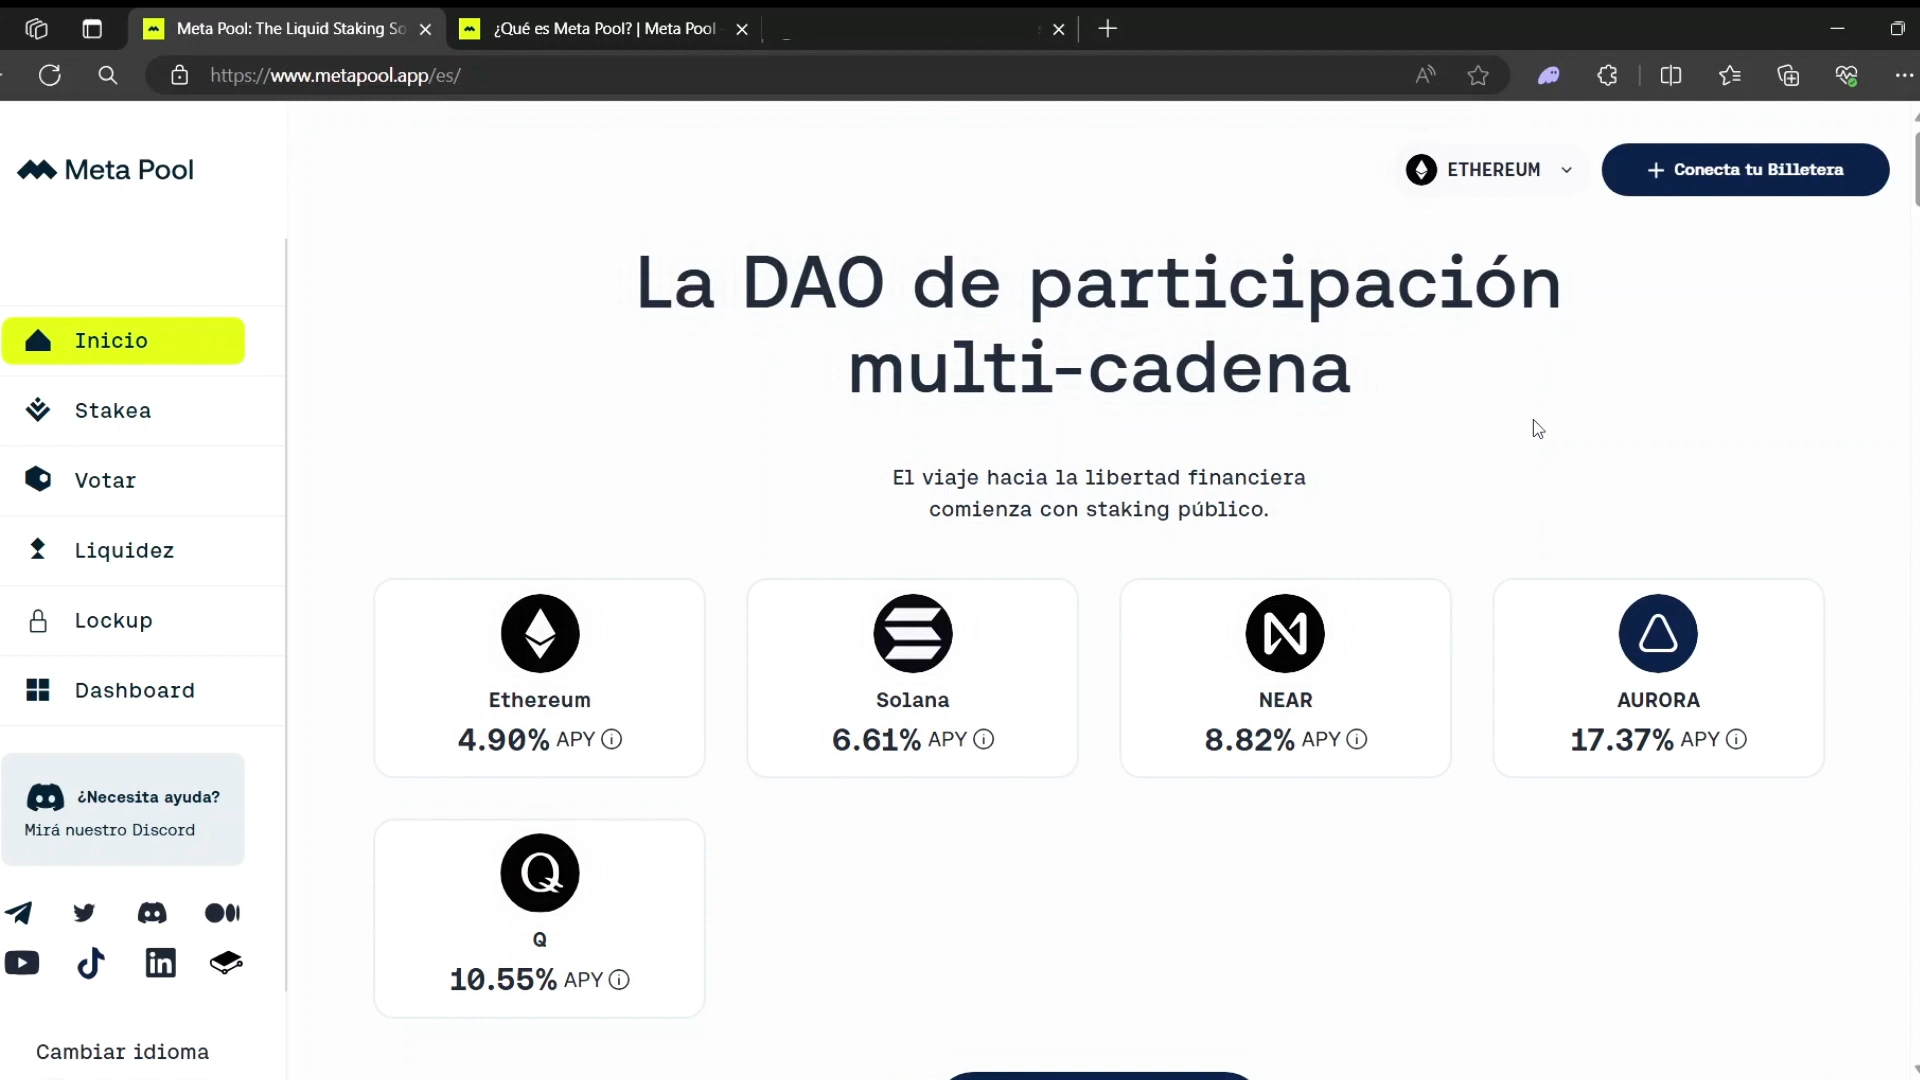 Meta Pool: The Liquid Staking So
¿Qué es Meta Pool? | Meta Pool
https://www.metapool.app/es/
Meta Pool
ETHEREUM
+ Conecta tu Billetera
Inicio
Stakea
Votar
Liquidez
Lockup
Dashboard
¿Necesita ayuda?
Mirá nuestro Discord
Cambiar idioma
La DAO de participación
multi-cadena
El viaje hacia la libertad financiera
comienza con staking público.
Ethereum
4.90% APY
Solana
6.61% APY
NEAR
8.82% APY
AURORA
17.37% APY
Q
10.55% APY